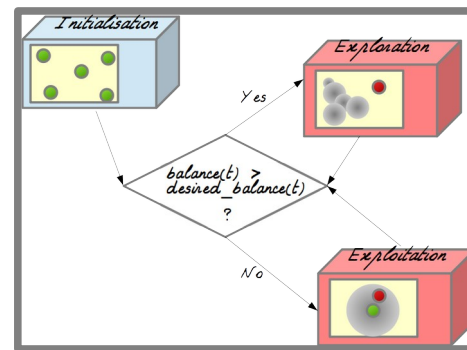 Initialisation
Exploration
Yes
balance(t) >
desired_balance(t)
?
No
Exploitation